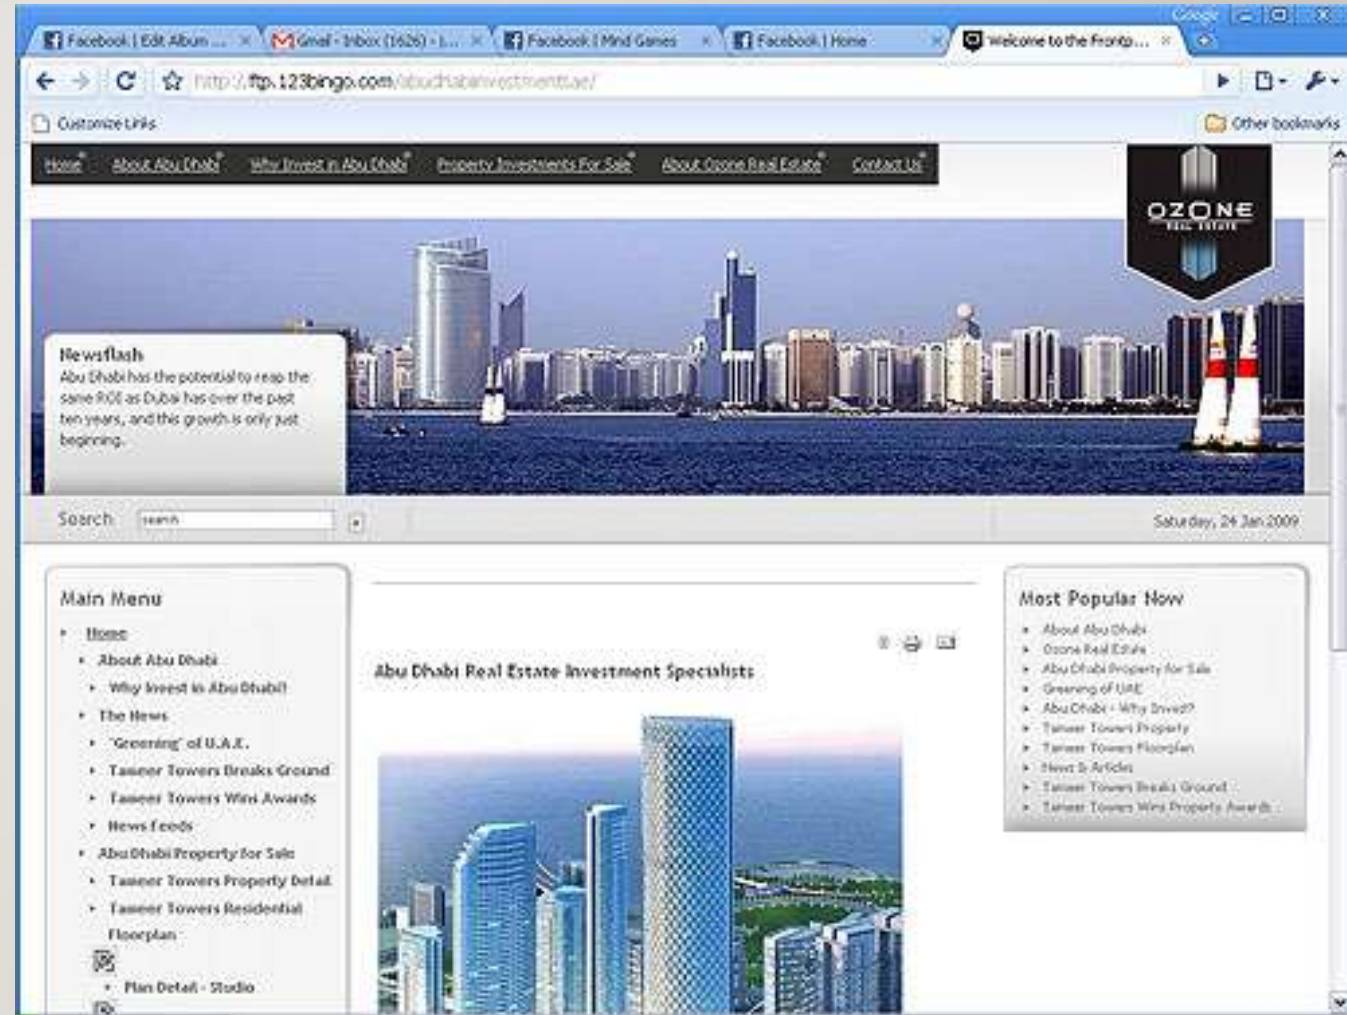 Google
Facebook | Edit Album ...
Gmail - Inbox (1626) - j...
Facebook | Mind Games
Facebook | Home
Welcome to the Frontp...
http://ftp.123bingo.com/
Customize Links
Other bookmarks
Home
About Abu Dhabi
Why Invest in Abu Dhabi
Property Investments For Sale
About Ozone Real Estate
Contact Us
OZONE
REAL ESTATE
Newsflash
Abu Dhabi has the potential to reap the
same ROI as Dubai has over the past
ten years, and this growth is only just
beginning.
Search
search
Saturday, 24 Jan 2009
Main Menu
Home
About Abu Dhabi
Why Invest in Abu Dhabi?
The News
'Greening' of U.A.E.
Tameer Towers Breaks Ground
Tameer Towers Wins Awards
News Feeds
Abu Dhabi Property for Sale
Tameer Towers Property Detail
Tameer Towers Residential
Floorplan
Plan Detail - Studio
Abu Dhabi Real Estate Investment Specialists
Most Popular Now
About Abu Dhabi
Ozone Real Estate
Abu Dhabi Property for Sale
Greening of UAE
Abu Dhabi - Why Invest?
Tameer Towers Property
Tameer Towers Floorplan
News & Articles
Tameer Towers Breaks Ground
Tameer Towers Wins Property Awards